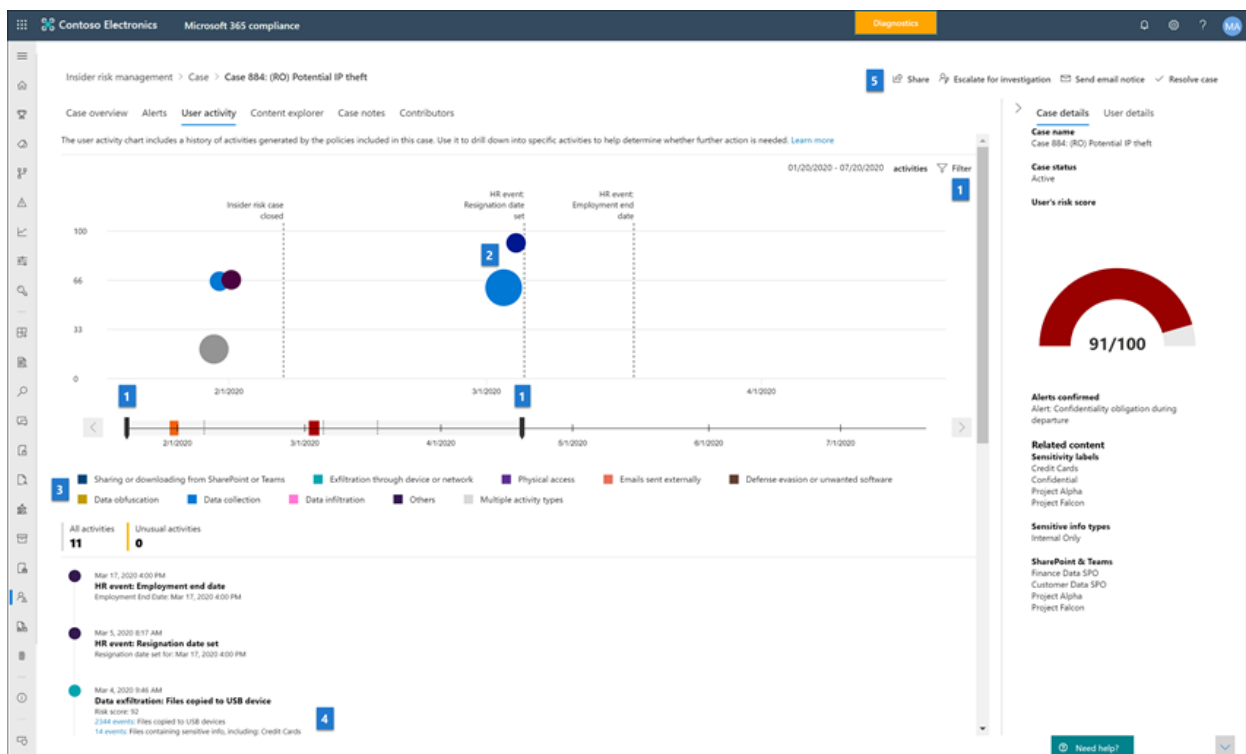 Contoso Electronics
Microsoft 365 compliance
Diagnostics
?
MA
Insider risk management > Case > Case 884: (RO) Potential IP theft
5
Share
Escalate for investigation
Send email notice
Resolve case
Case overview
Alerts
User activity
Content explorer
Case notes
Contributors
The user activity chart includes a history of activities generated by the policies included in this case. Use it to drill down into specific activities to help determine whether further action is needed. Learn more
01/20/2020 - 07/20/2020
activities
Filter
1
Insider risk case
closed
HR event:
Resignation date
set
HR event:
Employment end
date
100
66
33
0
2
2/1/2020
3/1/2020
4/1/2020
1
1
2/1/2020
3/1/2020
4/1/2020
5/1/2020
6/1/2020
7/1/2020
3
Sharing or downloading from SharePoint or Teams
Exfiltration through device or network
Physical access
Emails sent externally
Defense evasion or unwanted software
Data obfuscation
Data collection
Data infiltration
Others
Multiple activity types
All activities
11
Unusual activities
0
Mar 17, 2020 4:00 PM
HR event: Employment end date
Employment End Date: Mar 17, 2020 4:00 PM
Mar 5, 2020 8:17 AM
HR event: Resignation date set
Resignation date set for: Mar 17, 2020 4:00 PM
Mar 4, 2020 9:46 AM
Data exfiltration: Files copied to USB device
Risk score: 92
2344 events: Files copied to USB devices
14 events: Files containing sensitive info, including: Credit Cards
4
Case details
User details
Case name
Case 884: (RO) Potential IP theft
Case status
Active
User's risk score
91/100
Alerts confirmed
Alert: Confidentiality obligation during
departure
Related content
Sensitivity labels
Credit Cards
Confidential
Project Alpha
Project Falcon
Sensitive info types
Internal Only
SharePoint & Teams
Finance Data SPO
Customer Data SPO
Project Alpha
Project Falcon
Need help?